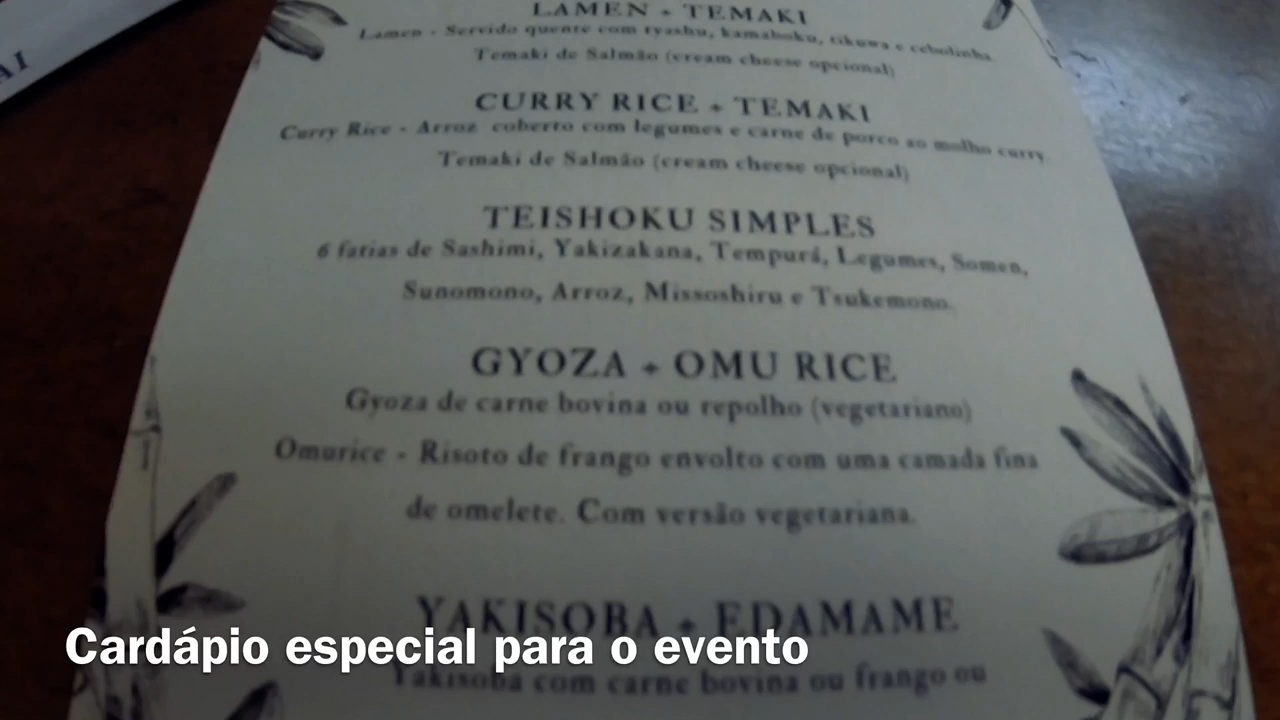 LAMEN + TEMAKI
Lamen - Servido quente com tyashu, kamaboku, tikuwa e cebolinha.
Temaki de Salmão (cream cheese opcional)
CURRY RICE + TEMAKI
Curry Rice - Arroz coberto com legumes e carne de porco ao molho curry.
Temaki de Salmão (cream cheese opcional)
TEISHOKU SIMPLES
6 fatias de Sashimi, Yakizakana, Tempurá, Legumes, Somen,
Sunomono, Arroz, Missoshiru e Tsukemono.
GYOZA + OMU RICE
Gyoza de carne bovina ou repolho (vegetariano)
Omurice - Risoto de frango envolto com uma camada fina
de omelete. Com versão vegetariana.
YAKISOBA + EDAMAME
Yakisoba com carne bovina ou frango ou
Cardápio especial para o evento
AI